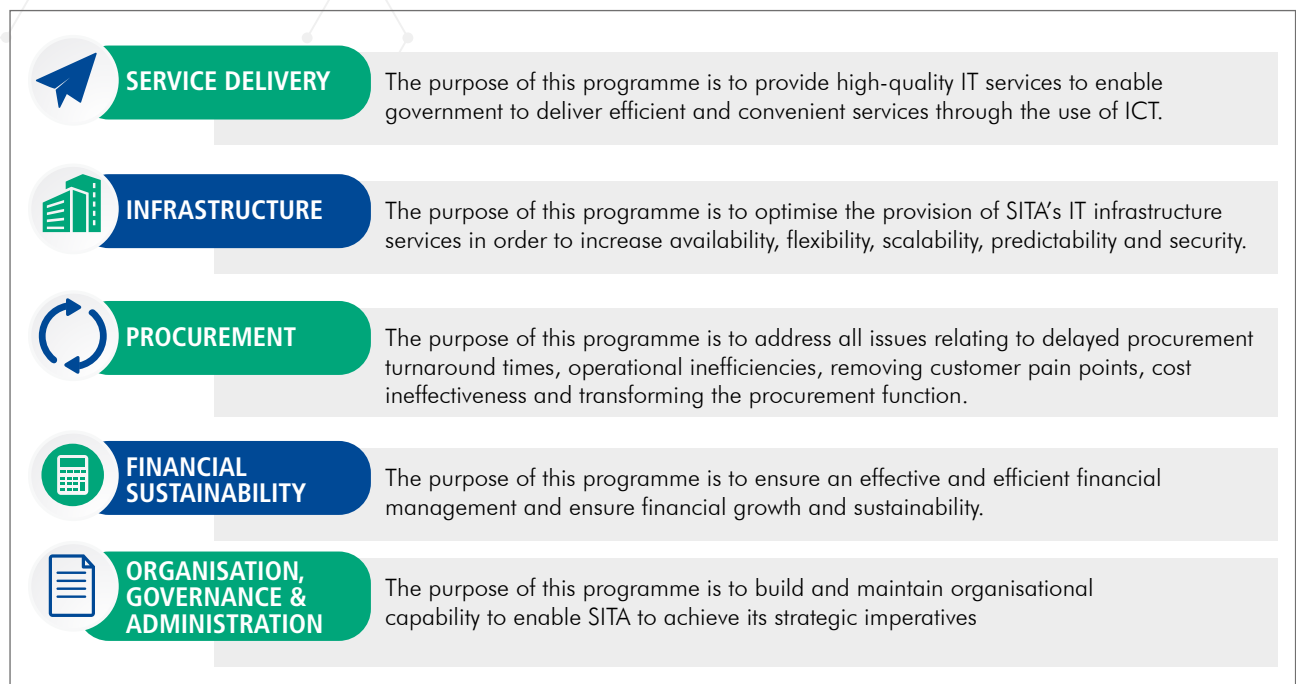 SERVICE DELIVERY
The purpose of this programme is to provide high-quality IT services to enable
government to deliver efficient and convenient services through the use of ICT.
INFRASTRUCTURE
The purpose of this programme is to optimise the provision of SITA’s IT infrastructure
services in order to increase availability, flexibility, scalability, predictability and security.
PROCUREMENT
The purpose of this programme is to address all issues relating to delayed procurement
turnaround times, operational inefficiencies, removing customer pain points, cost
ineffectiveness and transforming the procurement function.
FINANCIAL
SUSTAINABILITY
The purpose of this programme is to ensure an effective and efficient financial
management and ensure financial growth and sustainability.
ORGANISATION,
GOVERNANCE &
ADMINISTRATION
The purpose of this programme is to build and maintain organisational
capability to enable SITA to achieve its strategic imperatives